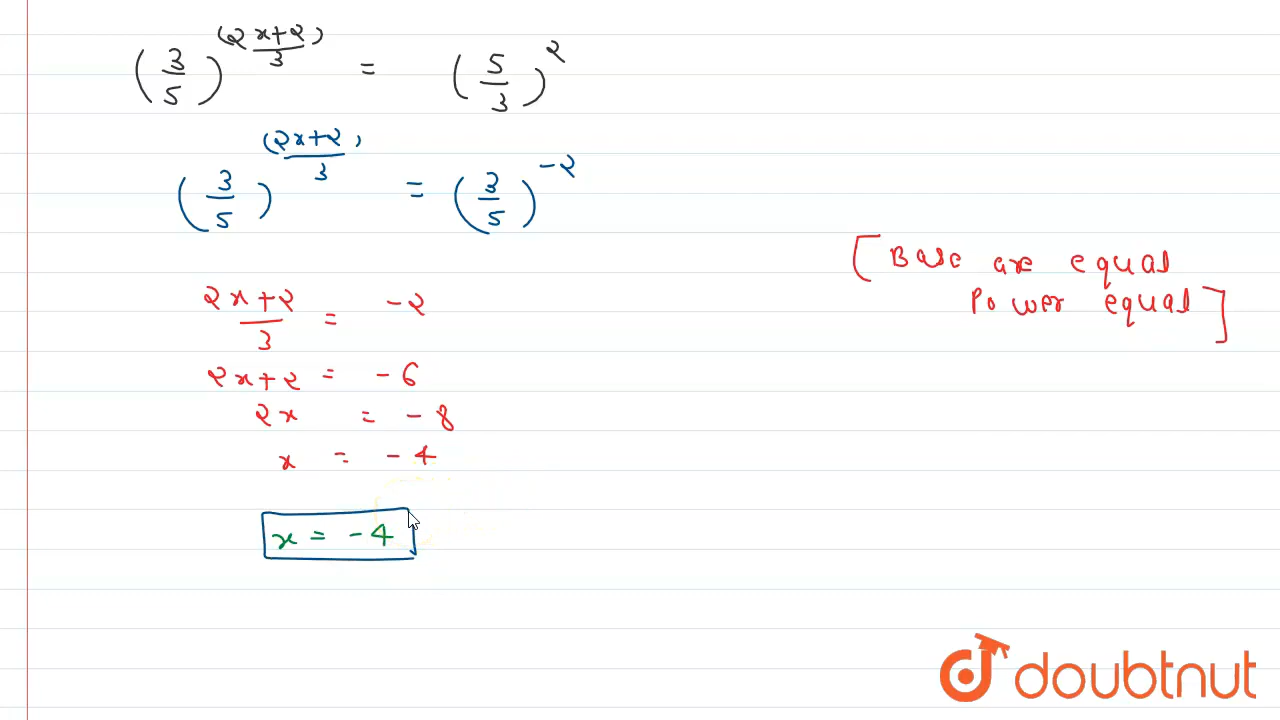 (3/5)^((2x+2)/3) = (5/3)^2
(3/5)^((2x+2)/3) = (3/5)^-2
[Base are equal
Power equal]
(2x+2)/3 = -2
2x+2 = -6
2x = -8
x = -4
x = -4
doubtnut